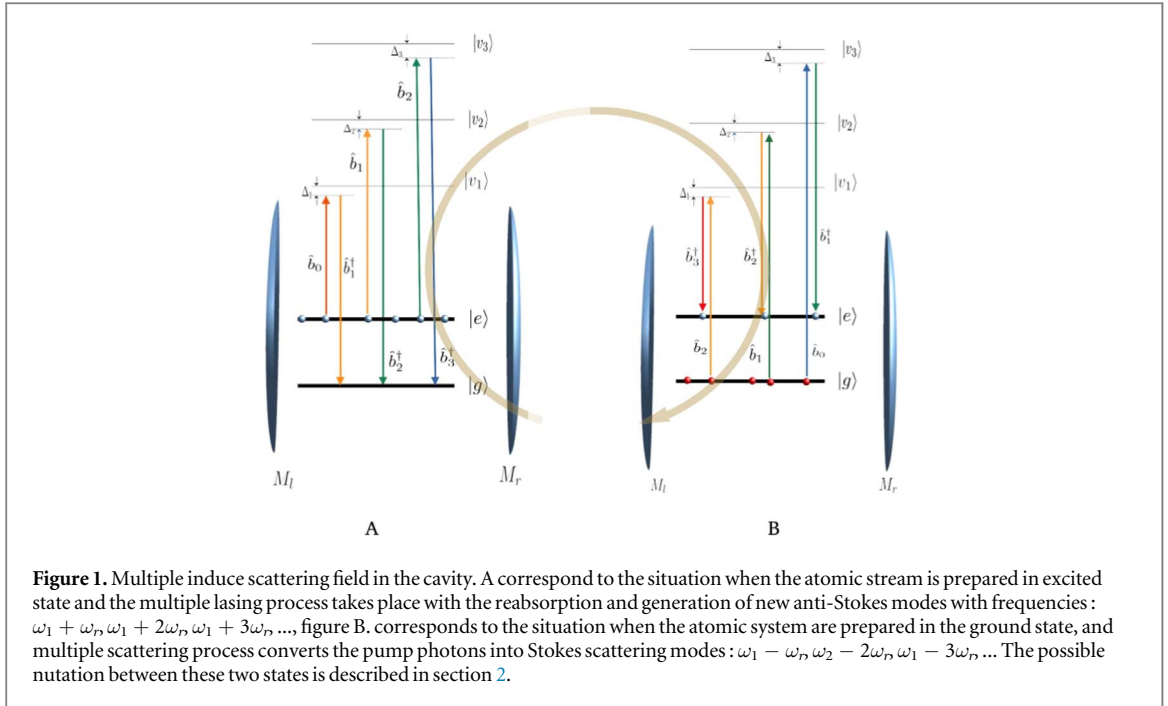 |v₃⟩
Δ₃
b̂₂
|v₂⟩
Δ₂
b̂₁
|v₁⟩
Δ₁
b̂₀
b̂₁†
|e⟩
b̂₂†
b̂₃†
|g⟩
M_l
M_r
A
|v₃⟩
Δ₃
|v₂⟩
Δ₂
|v₁⟩
Δ₁
b̂₃†
b̂₂†
b̂₁†
|e⟩
b̂₂
b̂₁
b̂₀
|g⟩
M_l
M_r
B
Figure 1. Multiple induce scattering field in the cavity. A correspond to the situation when the atomic stream is prepared in excited
state and the multiple lasing process takes place with the reabsorption and generation of new anti-Stokes modes with frequencies :
ω₁ + ωᵣ, ω₁ + 2ωᵣ, ω₁ + 3ωᵣ, ..., figure B. corresponds to the situation when the atomic system are prepared in the ground state, and
multiple scattering process converts the pump photons into Stokes scattering modes : ω₁ − ωᵣ, ω₂ − 2ωᵣ, ω₁ − 3ωᵣ, ... The possible
nutation between these two states is described in section 2.